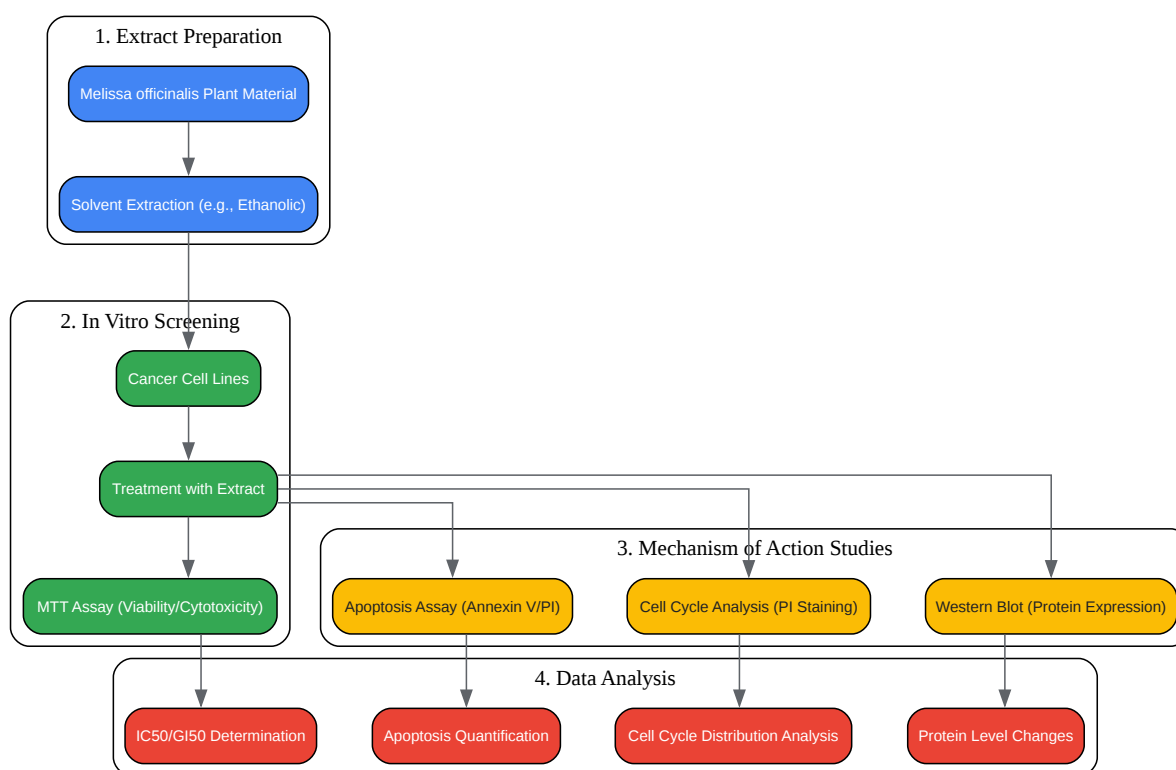 1. Extract Preparation
Melissa officinalis Plant Material
Solvent Extraction (e.g., Ethanolic)
2. In Vitro Screening
Cancer Cell Lines
Treatment with Extract
MTT Assay (Viability/Cytotoxicity)
3. Mechanism of Action Studies
Apoptosis Assay (Annexin V/PI)
Cell Cycle Analysis (PI Staining)
Western Blot (Protein Expression)
4. Data Analysis
IC50/GI50 Determination
Apoptosis Quantification
Cell Cycle Distribution Analysis
Protein Level Changes